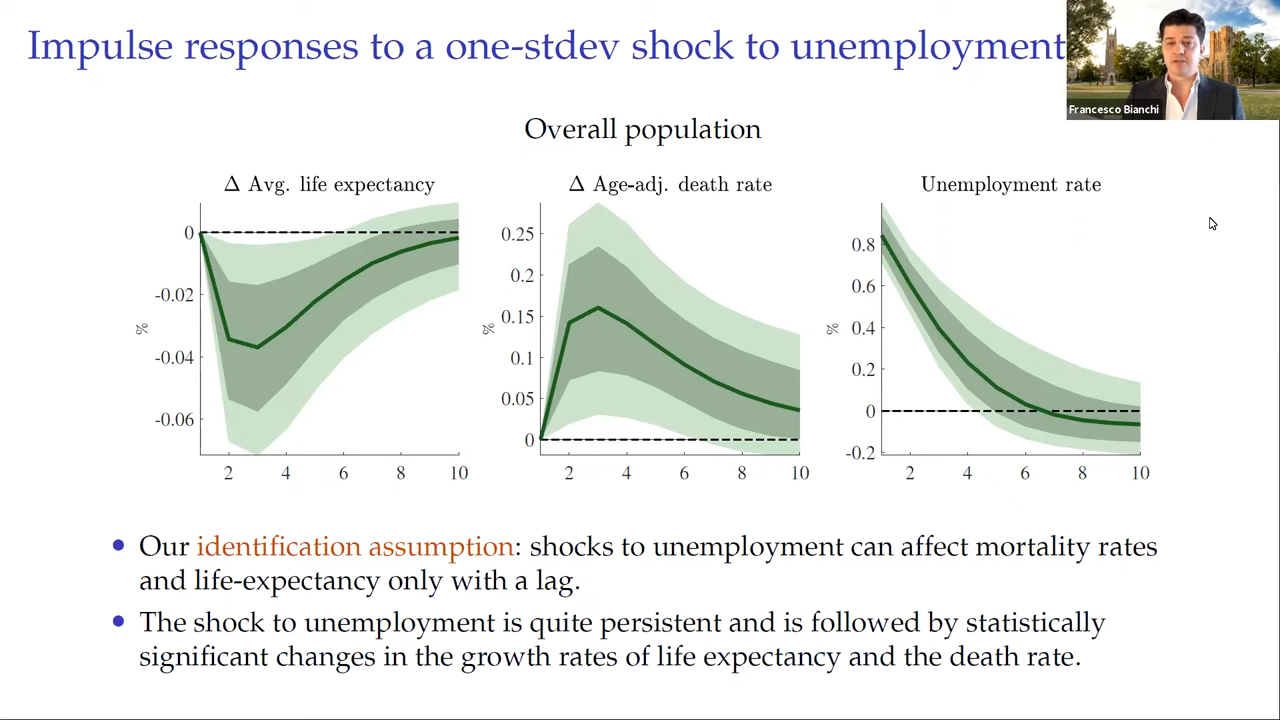 Impulse responses to a one-stdev shock to unemployment
Francesco Bianchi
Overall population
Δ Avg. life expectancy
0
-0.02
-0.04
-0.06
%
2 4 6 8 10
Δ Age-adj. death rate
0.25
0.2
0.15
0.1
0.05
0
%
2 4 6 8 10
Unemployment rate
0.8
0.6
0.4
0.2
0
-0.2
%
2 4 6 8 10
• Our identification assumption: shocks to unemployment can affect mortality rates
and life-expectancy only with a lag.
• The shock to unemployment is quite persistent and is followed by statistically
significant changes in the growth rates of life expectancy and the death rate.